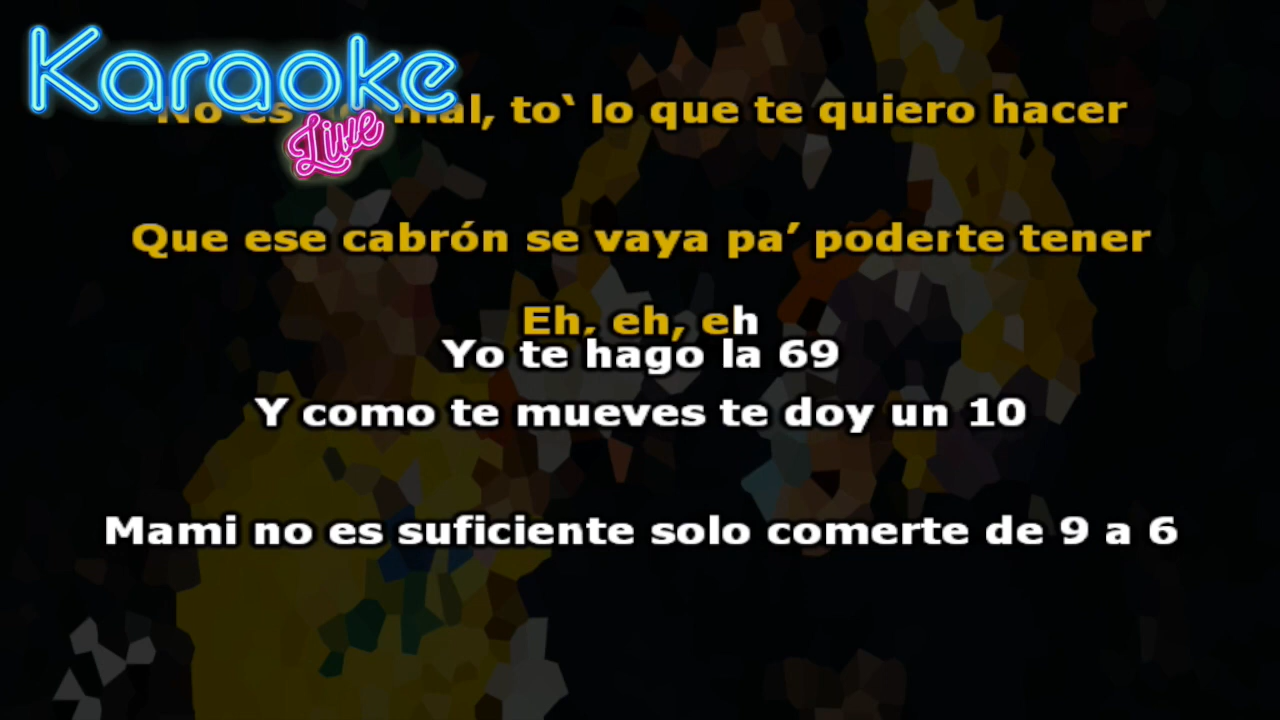 Karaoke
Live
No es mal, to` lo que te quiero hacer
Que ese cabrón se vaya pa’ poderte tener
Eh, eh, eh
Yo te hago la 69
Y como te mueves te doy un 10
Mami no es suficiente solo comerte de 9 a 6